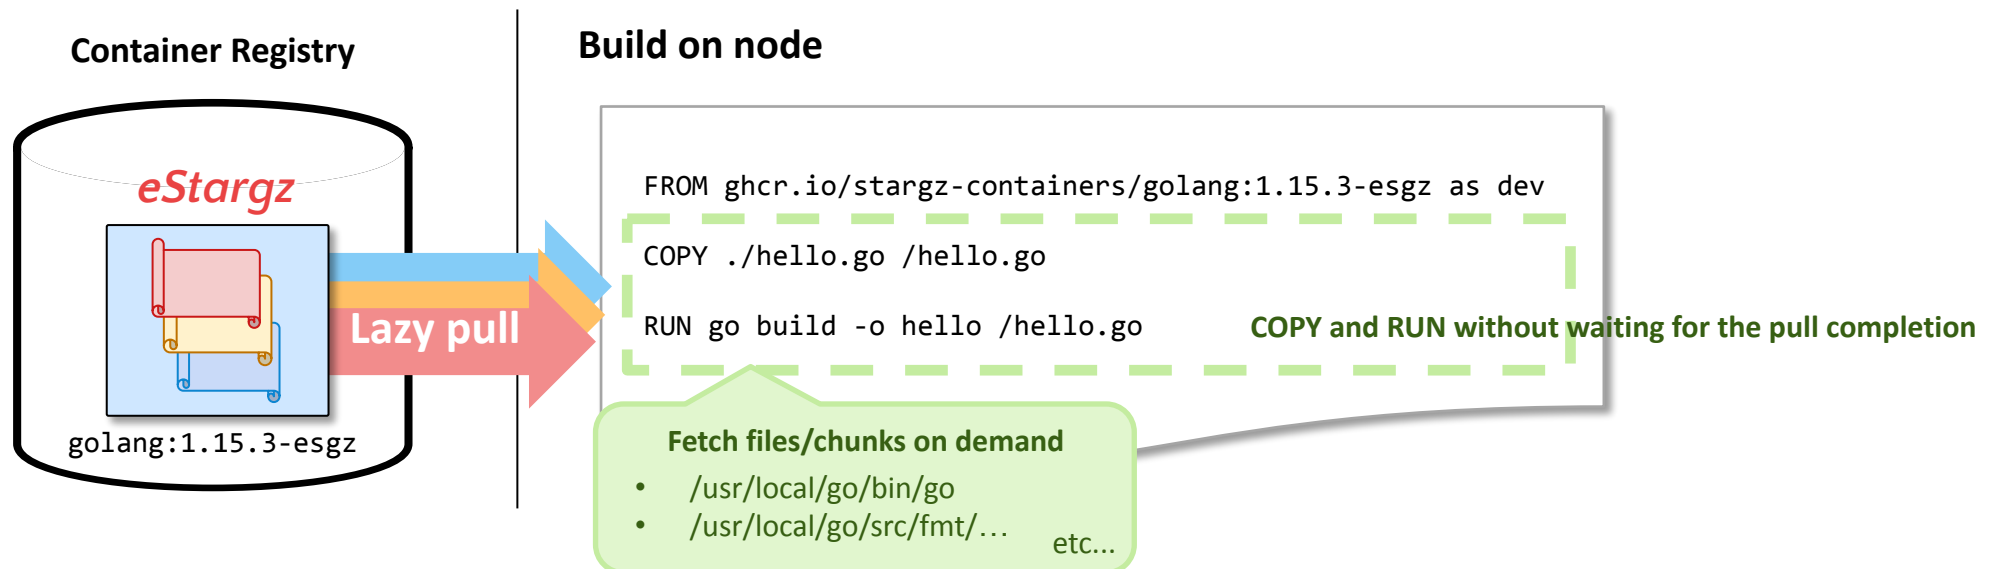 Container Registry
eStargz
golang:1.15.3-esgz
Lazy pull
Build on node
FROM ghcr.io/stargz-containers/golang:1.15.3-esgz as dev
COPY ./hello.go /hello.go
RUN go build -o hello /hello.go
COPY and RUN without waiting for the pull completion
Fetch files/chunks on demand
• /usr/local/go/bin/go
• /usr/local/go/src/fmt/…
etc...